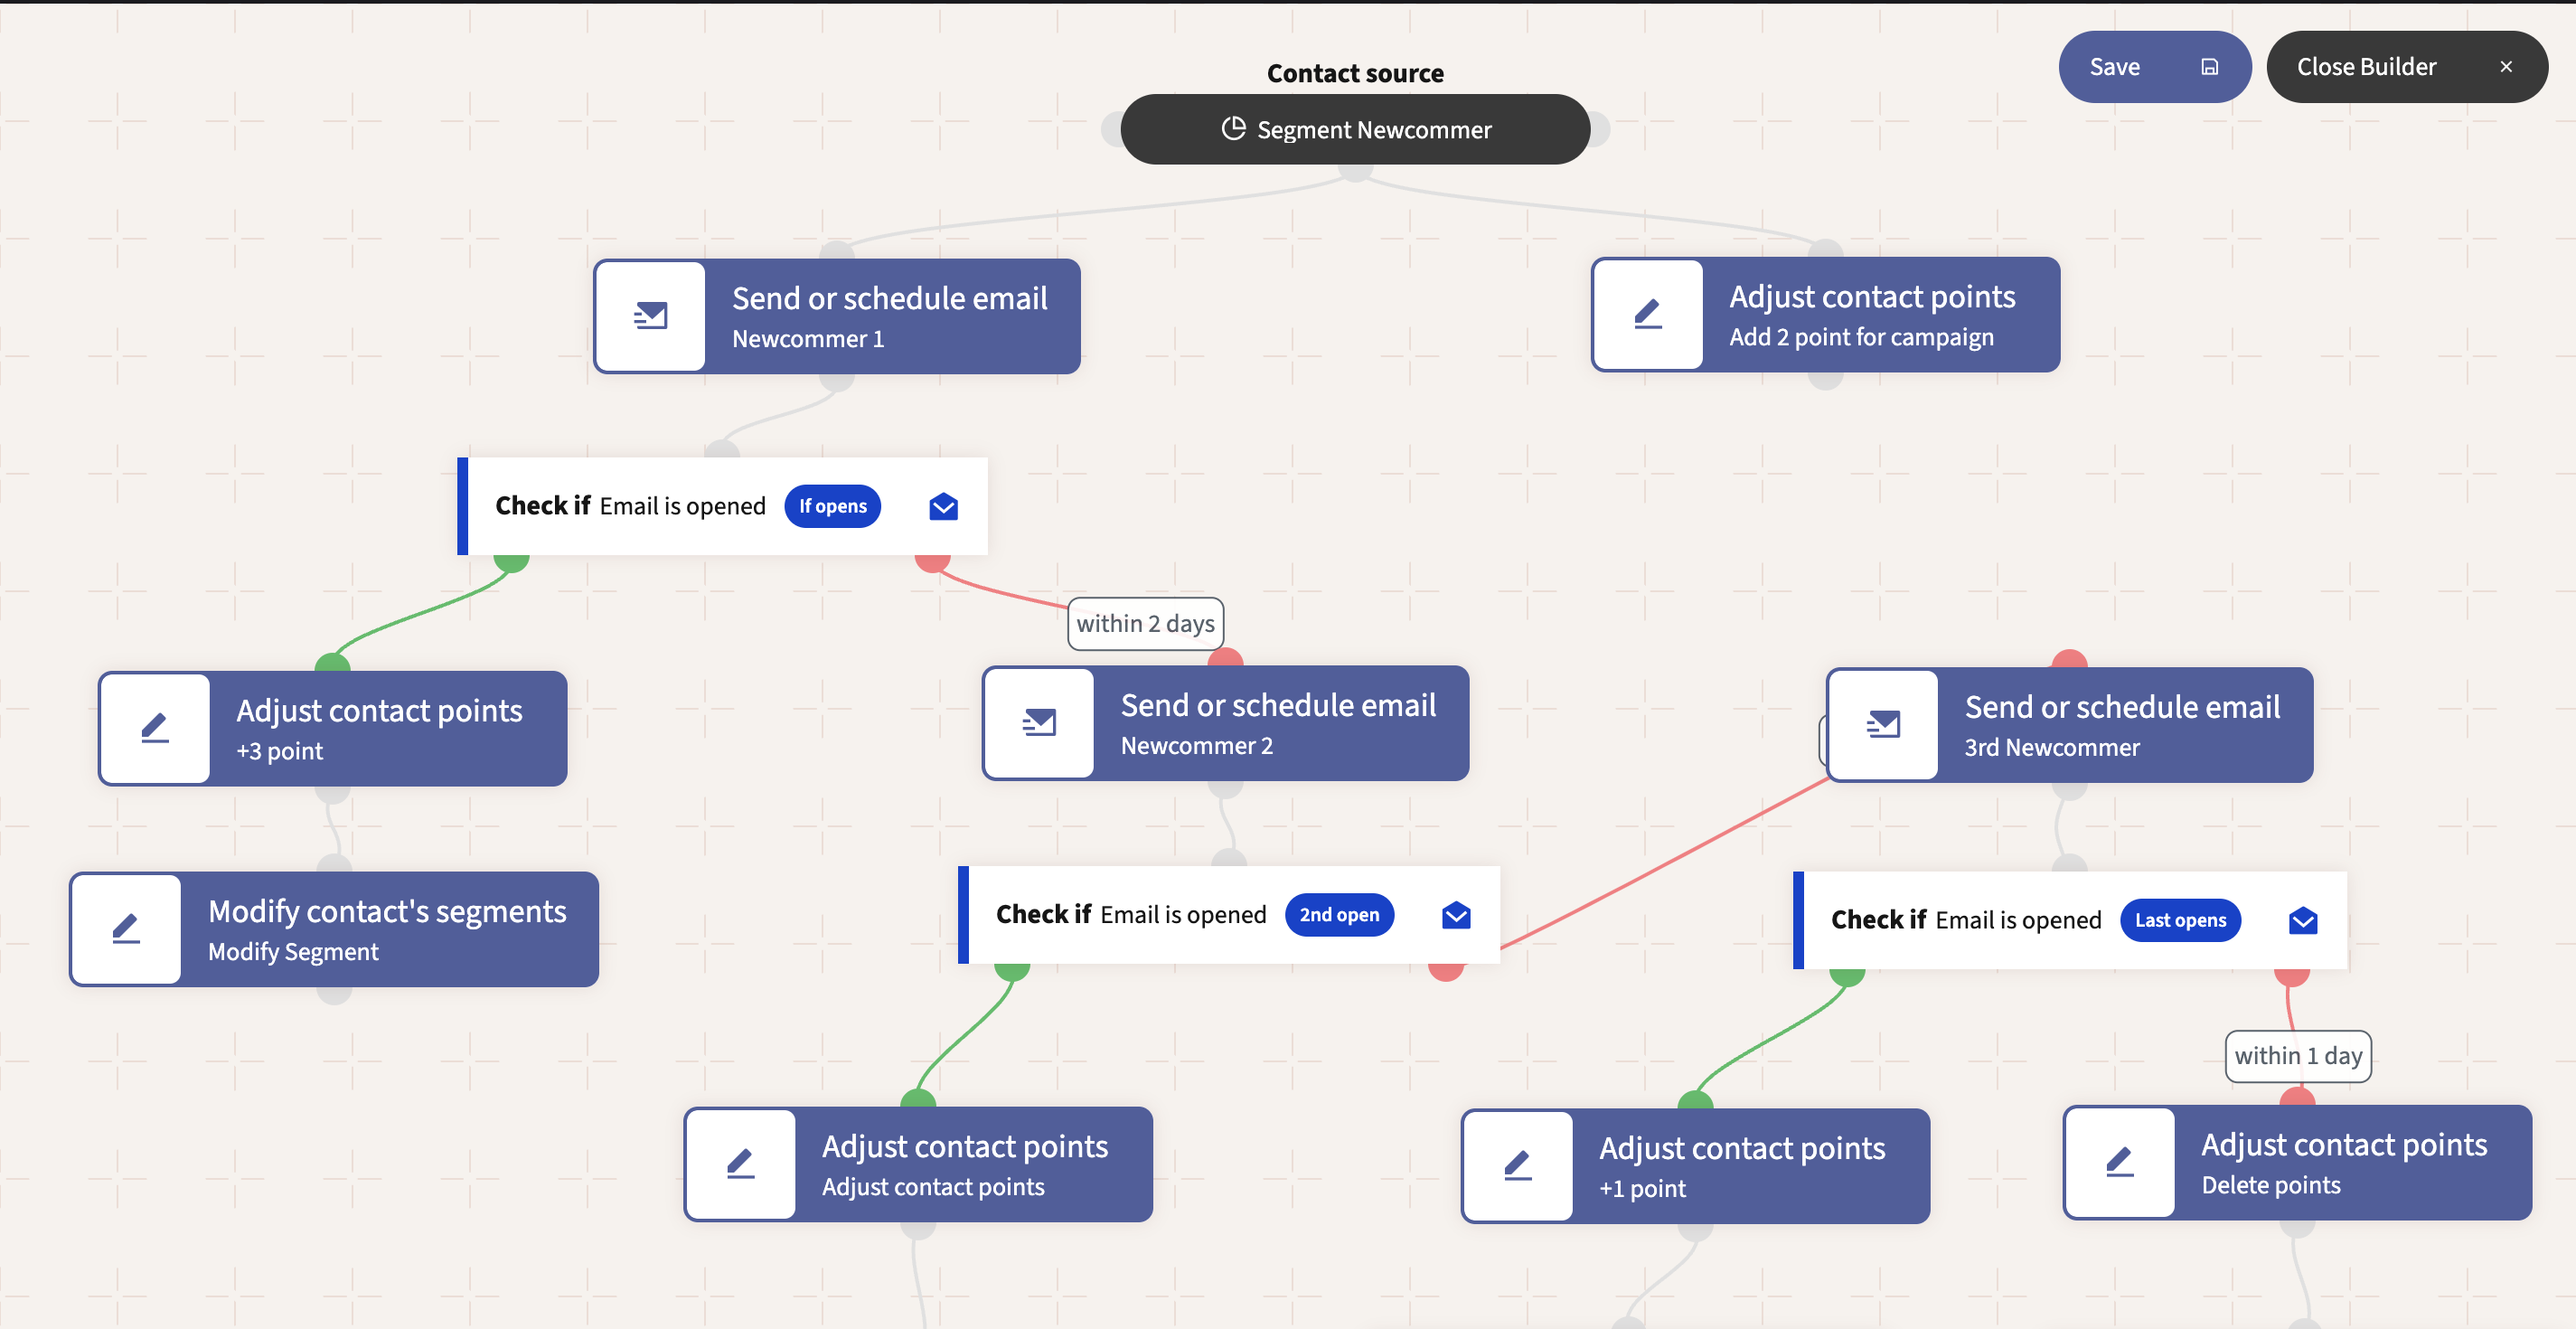 Save
Close Builder
Contact source
Segment Newcommer
Send or schedule email
Newcommer 1
Adjust contact points
Add 2 point for campaign
Check if Email is opened If opens
within 2 days
Adjust contact points
+3 point
Send or schedule email
Newcommer 2
Send or schedule email
3rd Newcommer
Modify contact's segments
Modify Segment
Check if Email is opened 2nd open
Check if Email is opened Last opens
within 1 day
Adjust contact points
Adjust contact points
Adjust contact points
+1 point
Adjust contact points
Delete points